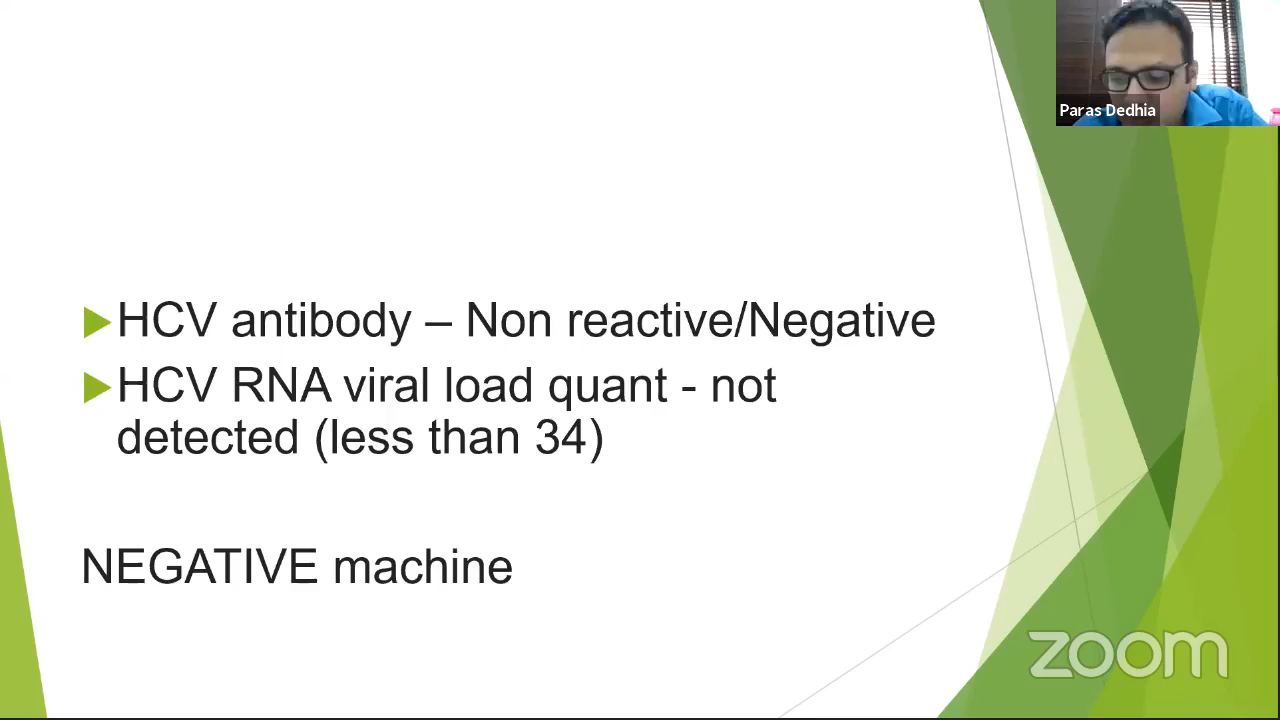 Paras Dedhia
HCV antibody – Non reactive/Negative
HCV RNA viral load quant - not
detected (less than 34)
NEGATIVE machine
zoom